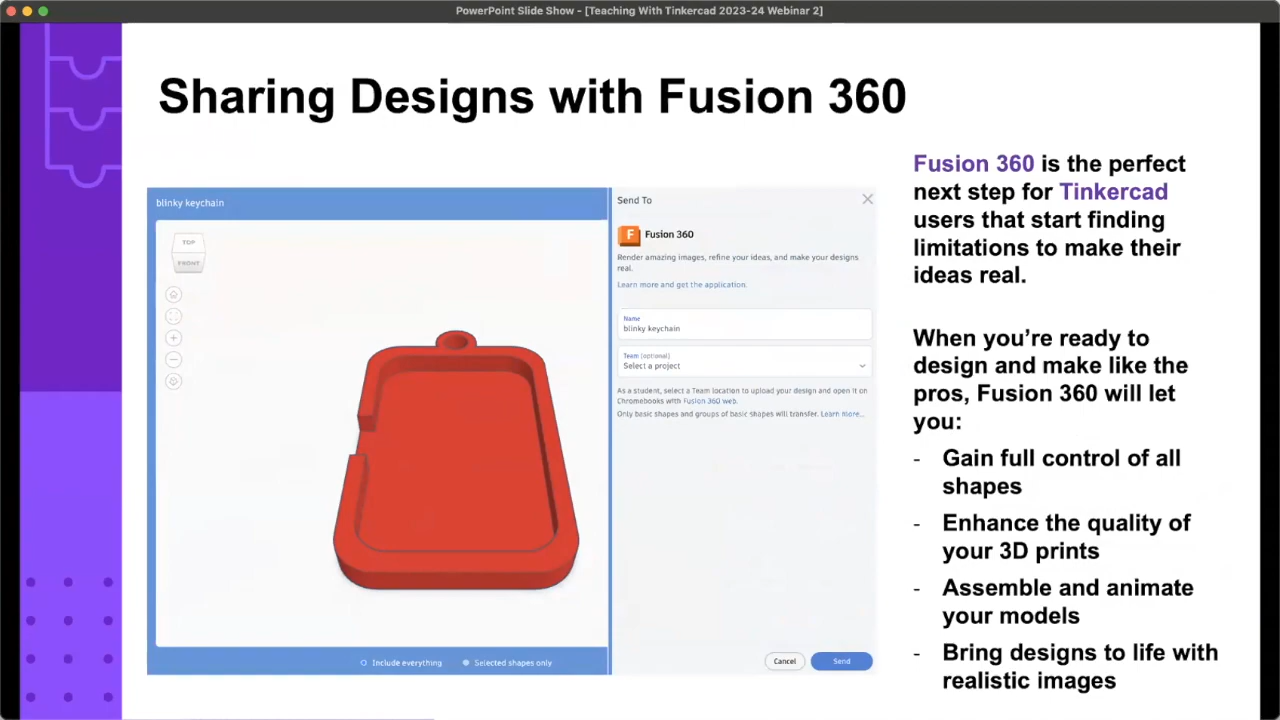 PowerPoint Slide Show - [Teaching With Tinkercad 2023-24 Webinar 2]
Sharing Designs with Fusion 360
blinky keychain
TOP
FRONT
Include everything
Selected shapes only
Send To
F
Fusion 360
Render amazing images, refine your ideas, and make your designs
real.
Learn more and get the application.
Name
blinky keychain
Team (optional)
Select a project
As a student, select a Team location to upload your design and open it on
Chromebooks with Fusion 360 web.
Only basic shapes and groups of basic shapes will transfer. Learn more...
Cancel
Send
Fusion 360 is the perfect
next step for Tinkercad
users that start finding
limitations to make their
ideas real.
When you're ready to
design and make like the
pros, Fusion 360 will let
you:
- Gain full control of all
shapes
- Enhance the quality of
your 3D prints
- Assemble and animate
your models
- Bring designs to life with
realistic images